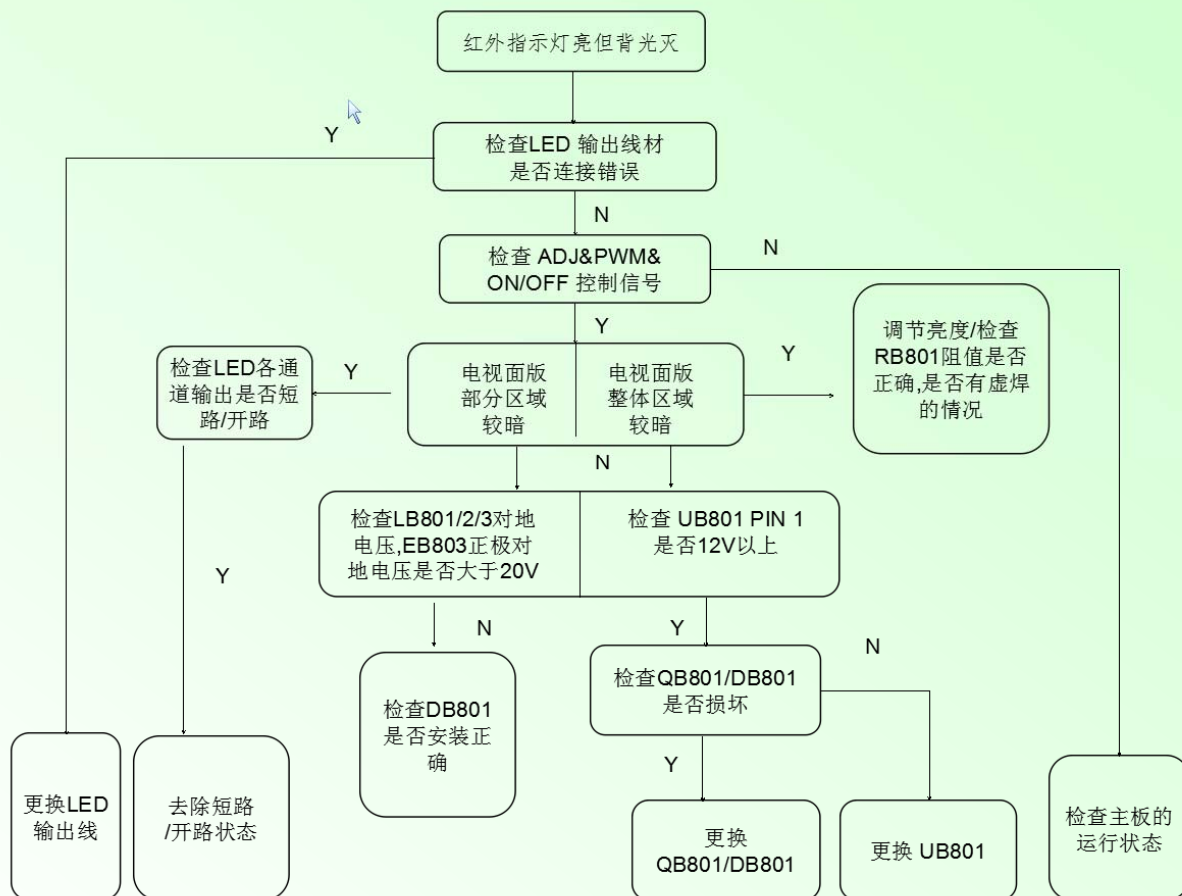 红外指示灯亮但背光灭
Y
检查LED 输出线材
是否连接错误
N
检查 ADJ&PWM&
ON/OFF 控制信号
N
Y
调节亮度/检查
RB801阻值是否
正确,是否有虚焊
的情况
检查LED各通
道输出是否短
路/开路
Y
电视面版
部分区域
较暗
电视面版
整体区域
较暗
Y
N
检查LB801/2/3对地
电压,EB803正极对
地电压是否大于20V
检查 UB801 PIN 1
是否12V以上
Y
N
Y
N
检查DB801
是否安装正
确
检查QB801/DB801
是否损坏
Y
更换LED
输出线
去除短路
/开路状态
更换
QB801/DB801
更换 UB801
检查主板的
运行状态